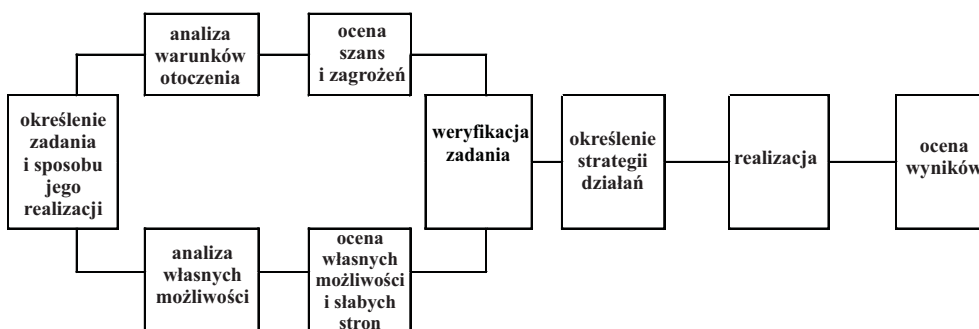 określenie
zadania
i sposobu
jego
realizacji
analiza
warunków
otoczenia
ocena
szans
i zagrożeń
analiza
własnych
możliwości
ocena
własnych
możliwości
i słabych
stron
weryfikacja
zadania
określenie
strategii
działań
realizacja
ocena
wyników